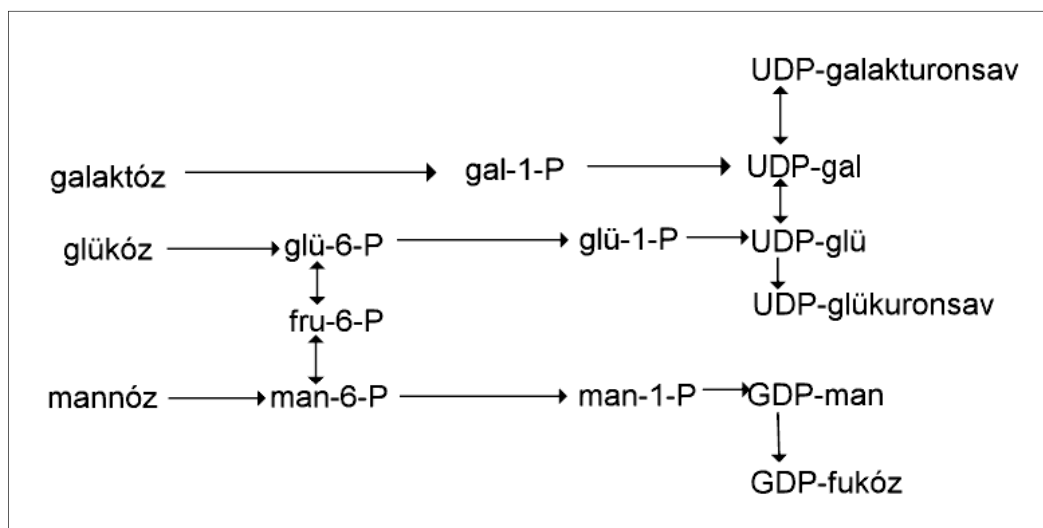 UDP-galakturonsav
galaktóz gal-1-P UDP-gal
glükóz glü-6-P glü-1-P UDP-glü
fru-6-P UDP-glükuronsav
mannóz man-6-P man-1-P GDP-man
GDP-fukóz